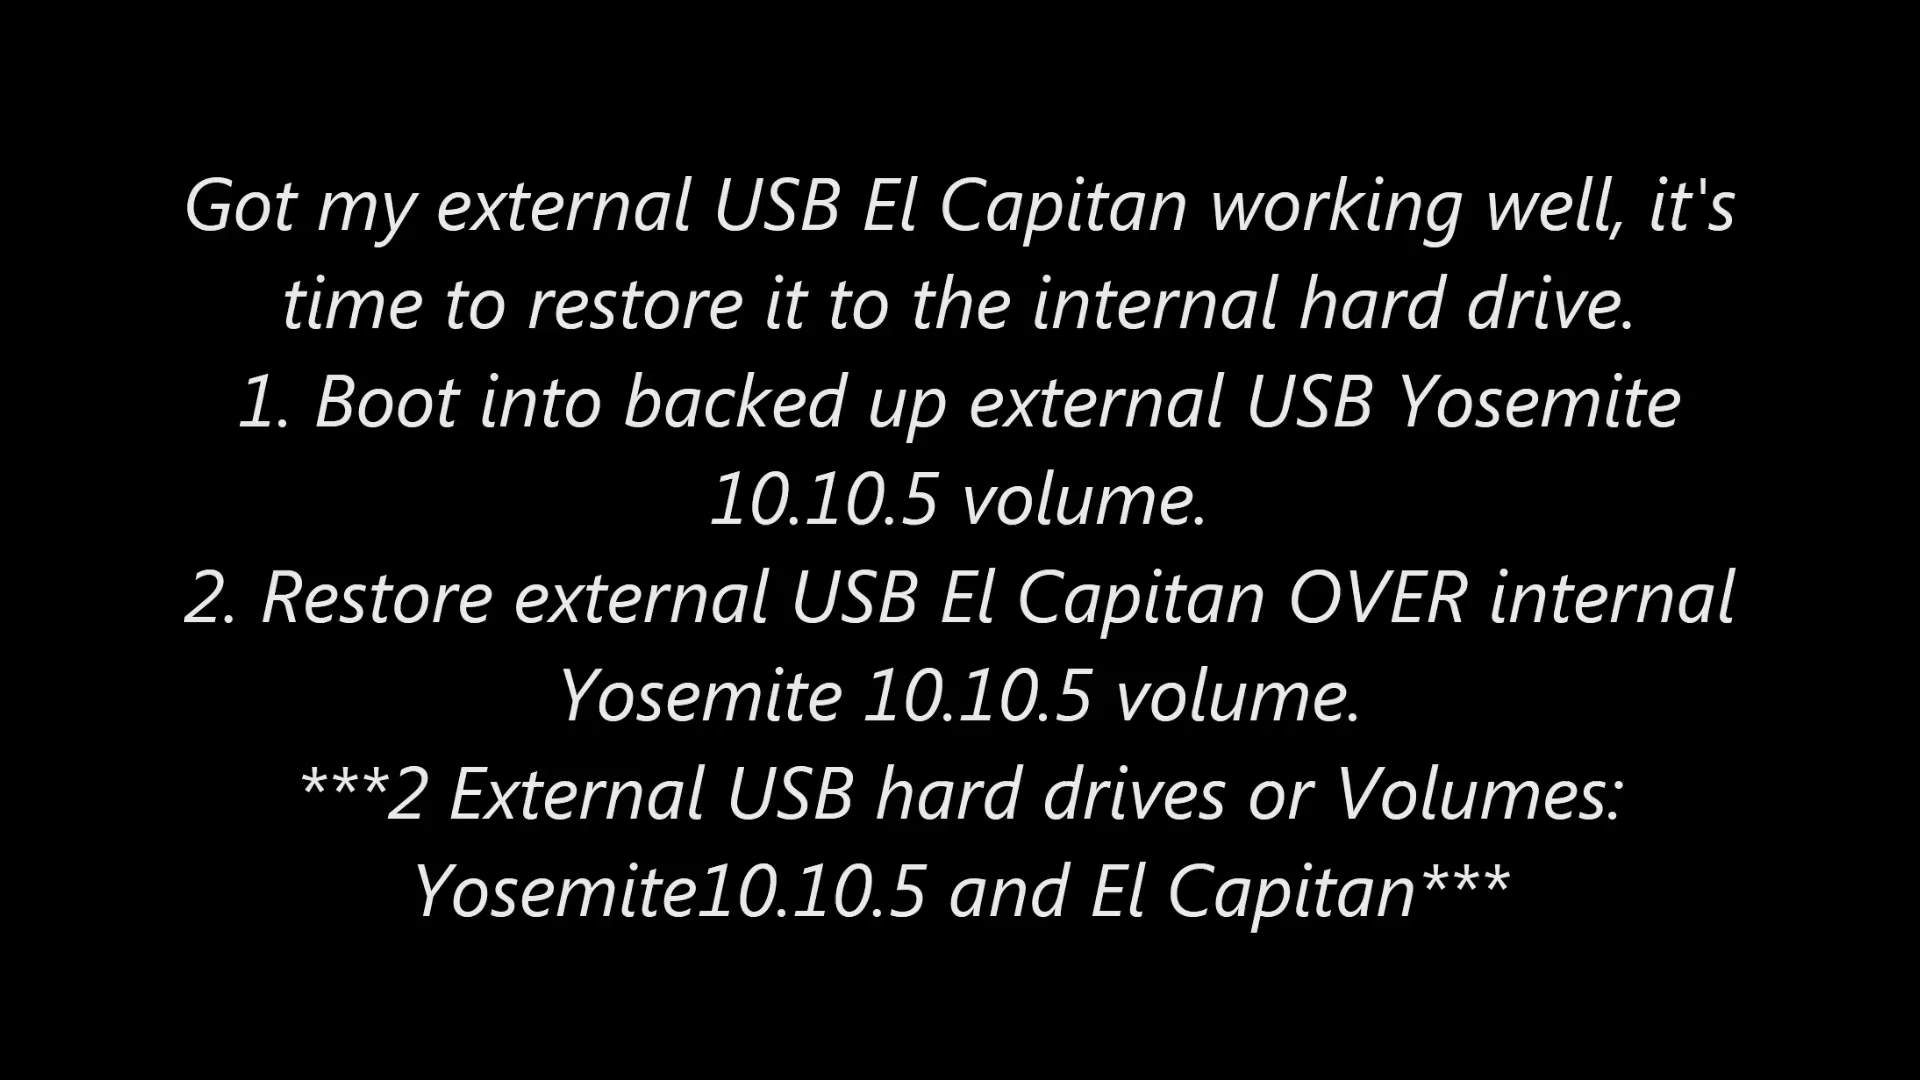 Got my external USB El Capitan working well, it's
time to restore it to the internal hard drive.
1. Boot into backed up external USB Yosemite
10.10.5 volume.
2. Restore external USB El Capitan OVER internal
Yosemite 10.10.5 volume.
***2 External USB hard drives or Volumes:
Yosemite10.10.5 and El Capitan***